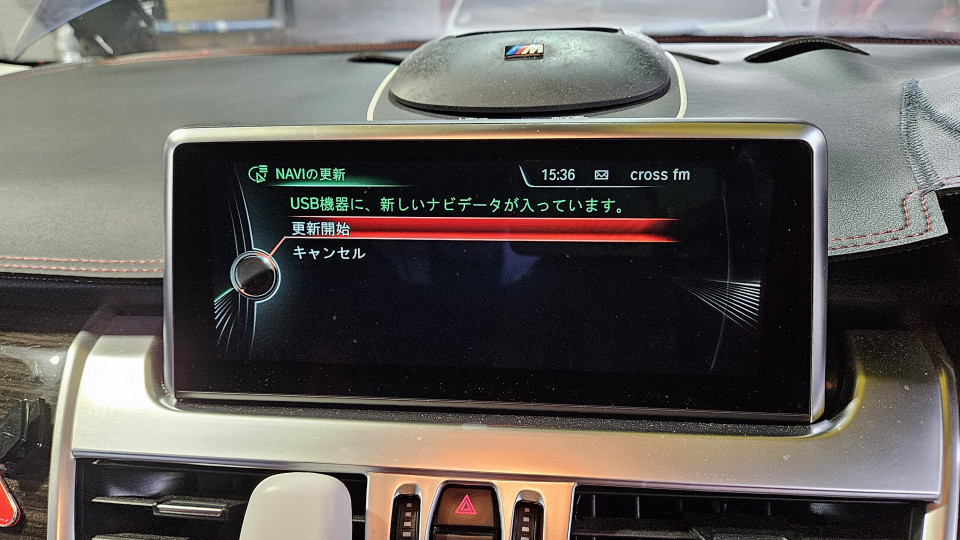 M
NAVIの更新
15:36 cross fm
USB機器に、新しいナビデータが入っています。
更新開始
キャンセル